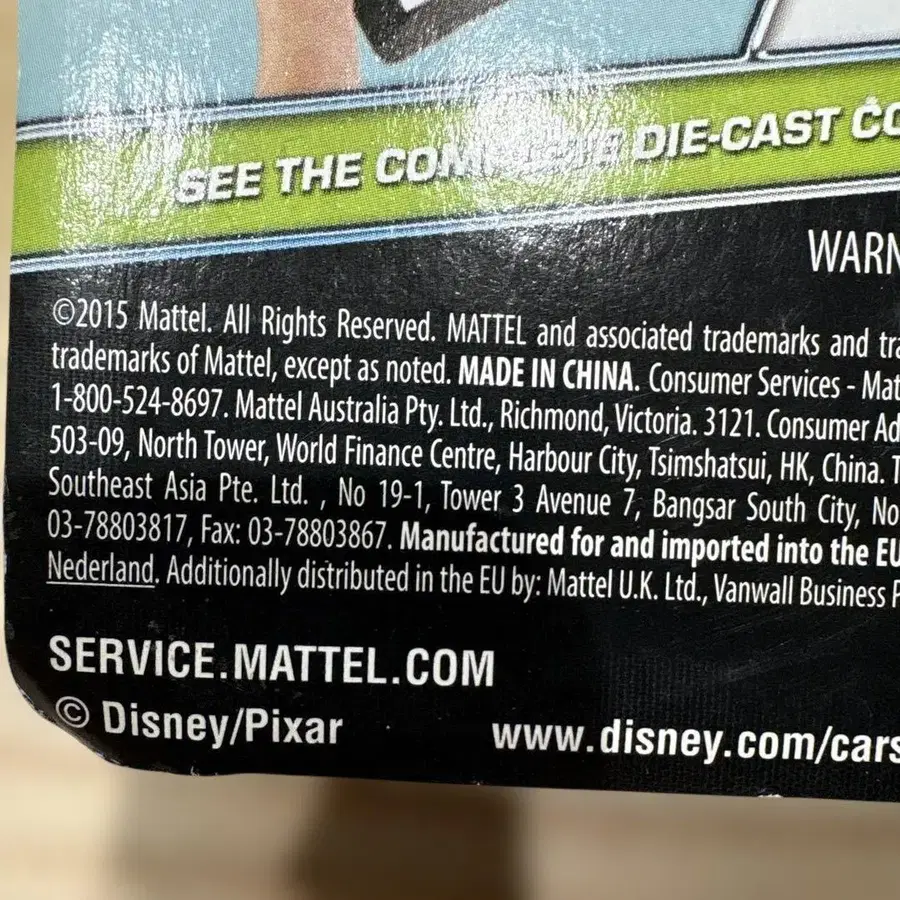 SEE THE DIE-CAST
©2015 Mattel. All Rights Reserved. MATTEL and associated trademarks and
trademarks of Mattel, except as noted. MADE IN CHINA. Consumer Services -
1-800-524-8697. Mattel Australia Pty. Ltd., Richmond, Victoria. 3121. Consumer
503-09, North Tower, World Finance Centre, Harbour City, Tsimshatsui, HK, China.
Southeast Asia Pte. Ltd. , No 19-1, Tower 3 Avenue 7, Bangsar South City,
03-78803817, Fax: 03-78803867. Manufactured for and imported into the EU
Nederland. Additionally distributed in the EU by: Mattel U.K. Ltd., Vanwall Business
SERVICE.MATTEL.COM
© Disney/Pixar www.disney.com/cars